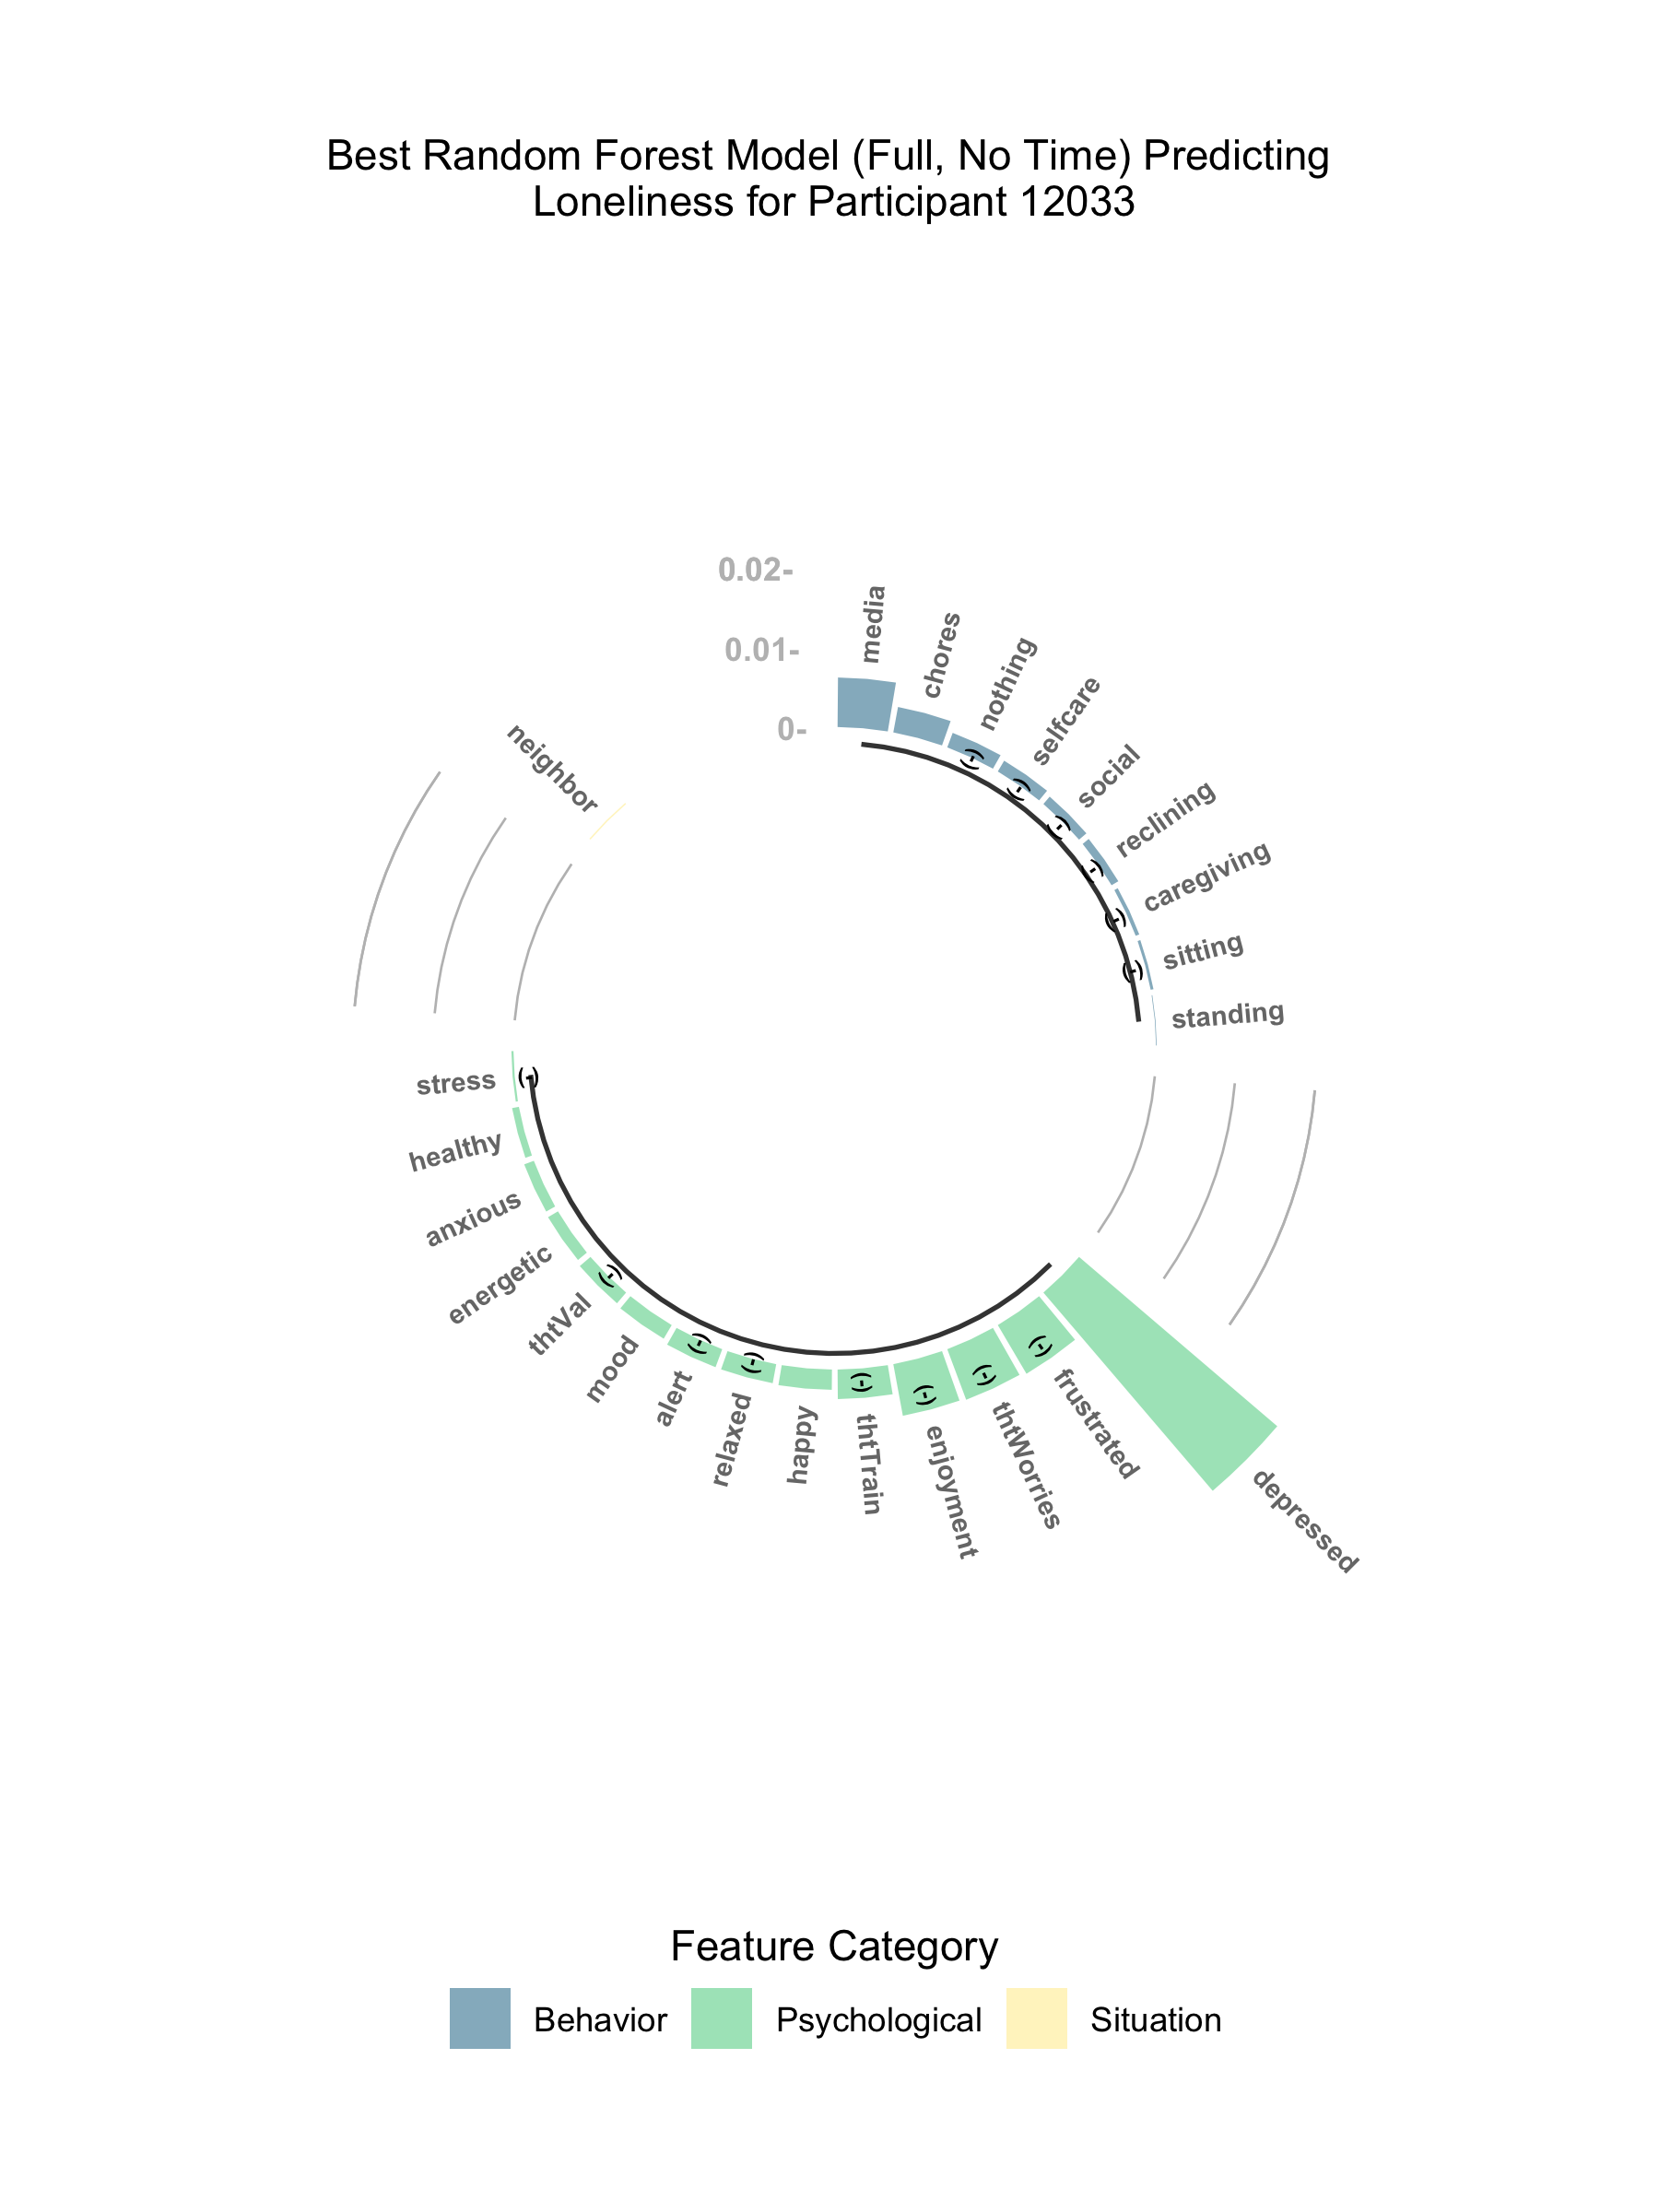 Best Random Forest Model (Full, No Time) Predicting
Loneliness for Participant 12033
0.02-
0.01-
0-
media
chores
nothing
(-)
selfcare
(-)
social
(-)
reclining
(-)
caregiving
(-)
sitting
(-)
standing
depressed
frustrated
(-)
thtWorries
(-)
enjoyment
(-)
thtTrain
(-)
happy
relaxed
(-)
alert
(-)
mood
thtVal
(-)
energetic
anxious
healthy
stress
(-)
neighbor
Feature Category
Behavior
Psychological
Situation